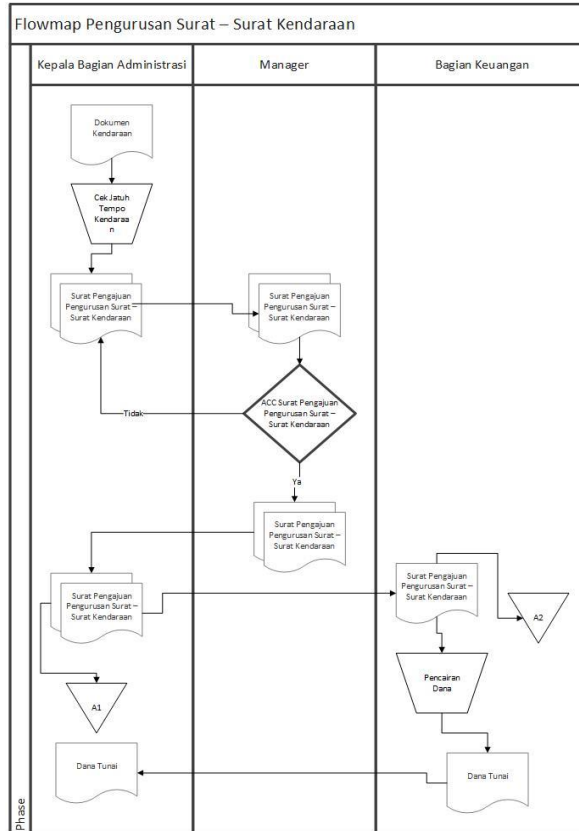 Flowmap Pengurusan Surat – Surat Kendaraan
Kepala Bagian Administrasi
Manager
Bagian Keuangan
Dokumen
Kendaraan
Cek Jatuh
Tempo
Kendaraa
n
Surat Pengajuan
Pengurusan Surat –
Surat Kendaraan
Surat Pengajuan
Pengurusan Surat –
Surat Kendaraan
ACC Surat Pengajuan
Pengurusan Surat –
Surat Kendaraan
Tidak
Ya
Surat Pengajuan
Pengurusan Surat –
Surat Kendaraan
Surat Pengajuan
Pengurusan Surat –
Surat Kendaraan
Surat Pengajuan
Pengurusan Surat –
Surat Kendaraan
A2
Pencairan
Dana
A1
Dana Tunai
Dana Tunai
Phase